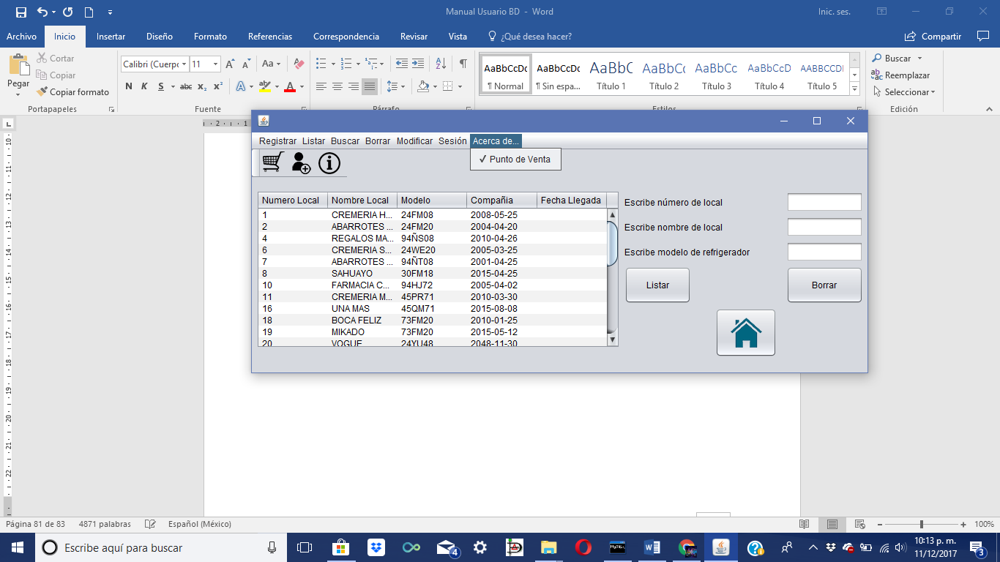 Manual Usuario BD - Word
Inic. ses.
Archivo Inicio Insertar Diseño Formato Referencias Correspondencia Revisar Vista ¿Qué desea hacer? Compartir
Pegar
Cortar
Copiar
Copiar formato
Portapapeles
Calibri (Cuerpo 11
Aa
N K S abc x₂ x²
Fuente
Párrafo
AaBbCcDc AaBbCcDc AaBbC AaBbCc AaBbCc AaBbCcD AABBCCDI
¶ Normal ¶ Sin espa... Título 1 Título 2 Título 3 Título 4 Título 5
Estilos
Buscar
Reemplazar
Seleccionar
Edición
Registrar Listar Buscar Borrar Modificar Sesión Acerca de...
✓ Punto de Venta
Numero Local Nombre Local Modelo Compañia Fecha Llegada
1 CREMERIA H... 24FM08 2008-05-25
2 ABARROTES ... 24FM20 2004-04-20
4 REGALOS MA... 94ÑS08 2010-04-26
6 CREMERIA S... 24WE20 2005-03-25
7 ABARROTES ... 94ÑT08 2001-04-25
8 SAHUAYO 30FM18 2015-04-25
10 FARMACIA C... 94HJ72 2005-04-02
11 CREMERIA M... 45PR71 2010-03-30
16 UNA MAS 45QM71 2015-08-08
18 BOCA FELIZ 73FM20 2010-01-25
19 MIKADO 73FM20 2015-05-12
20 VOGUE 24YU48 2048-11-30
Escribe número de local
Escribe nombre de local
Escribe modelo de refrigerador
Listar
Borrar
Página 81 de 83 4871 palabras Español (México) 100%
Escribe aquí para buscar
4
10:13 p. m.
11/12/2017
3